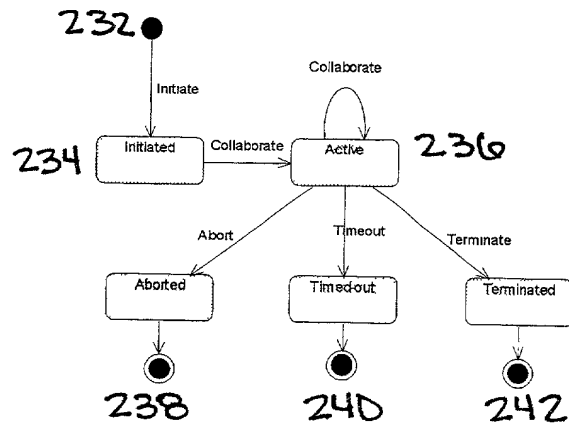 232
Initiate
Collaborate
234
Initiated
Collaborate
Active
236
Abort
Timeout
Terminate
Aborted
Timed-out
Terminated
238
240
242